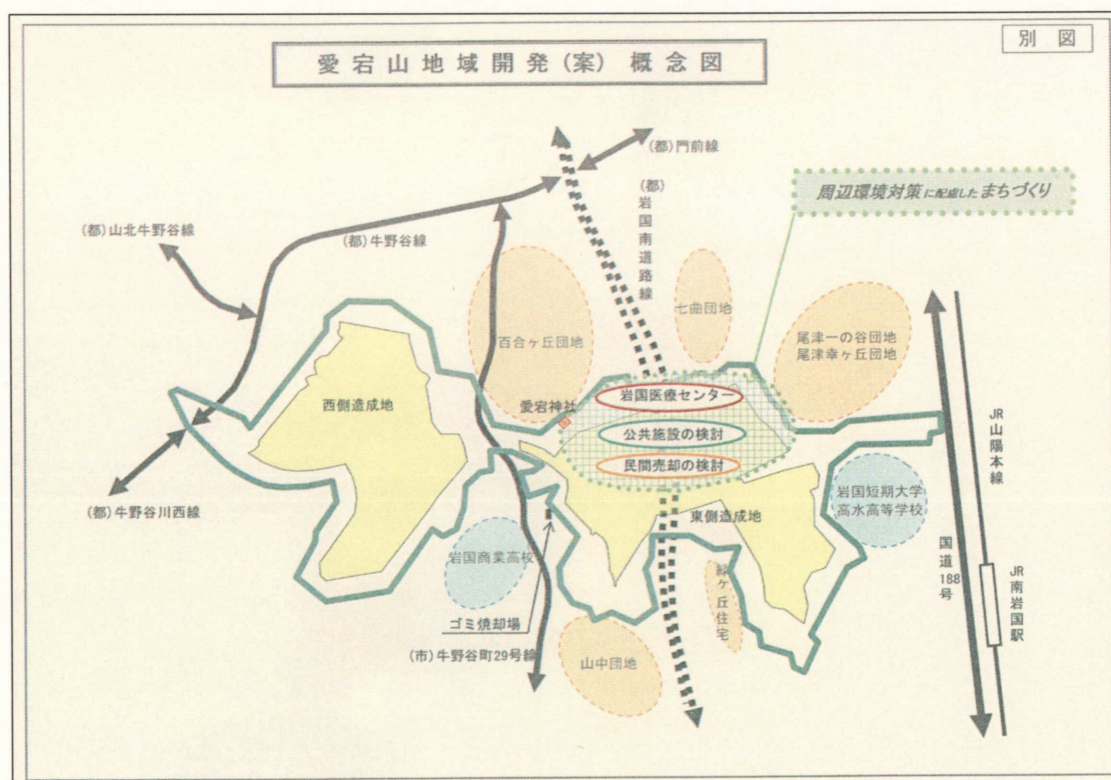 別 図
愛宕山地域開発(案)概念図
(都)門前線
(都)岩国南道路線
周辺環境対策に配慮したまちづくり
(都)山北牛野谷線
(都)牛野谷線
七曲団地
百合ヶ丘団地
尾津一の谷団地
尾津幸ヶ丘団地
岩国医療センター
西側造成地
愛宕神社
公共施設の検討
民間売却の検討
JR山陽本線
(都)牛野谷川西線
岩国短期大学
高水高等学校
東側造成地
岩国商業高校
国道188号
緑ヶ丘住宅
JR南岩国駅
ゴミ焼却場
(市)牛野谷町29号線
山中団地